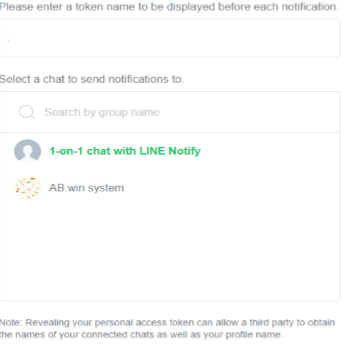 Please enter a token name to be displayed before each notification.
Select a chat to send notifications to.
Search by group name
1-on-1 chat with LINE Notify
AB.win system
Note: Revealing your personal access token can allow a third party to obtain
the names of your connected chats as well as your profile name.